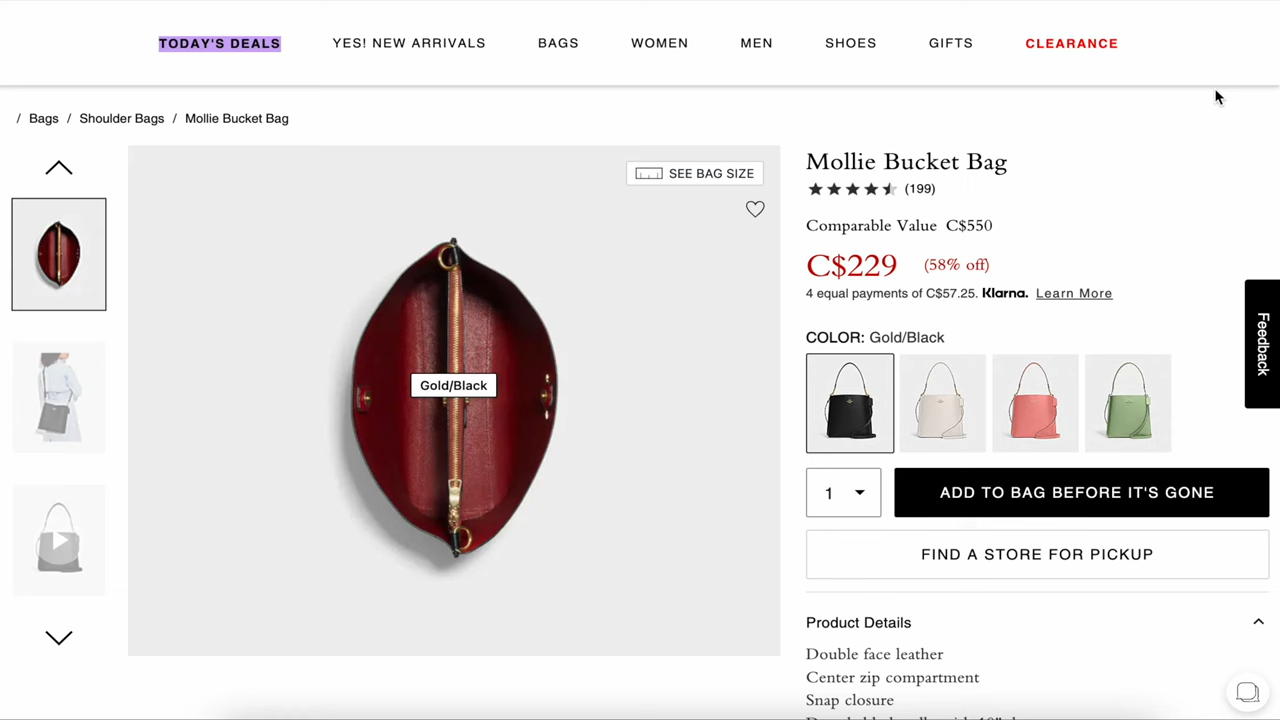 TODAY'S DEALS YES! NEW ARRIVALS BAGS WOMEN MEN SHOES GIFTS CLEARANCE
/ Bags / Shoulder Bags / Mollie Bucket Bag
SEE BAG SIZE
Gold/Black
Mollie Bucket Bag
(199)
Comparable Value C$550
C$229 (58% off)
4 equal payments of C$57.25. Klarna. Learn More
COLOR: Gold/Black
1 ADD TO BAG BEFORE IT'S GONE
FIND A STORE FOR PICKUP
Product Details
Double face leather
Center zip compartment
Snap closure
Feedback